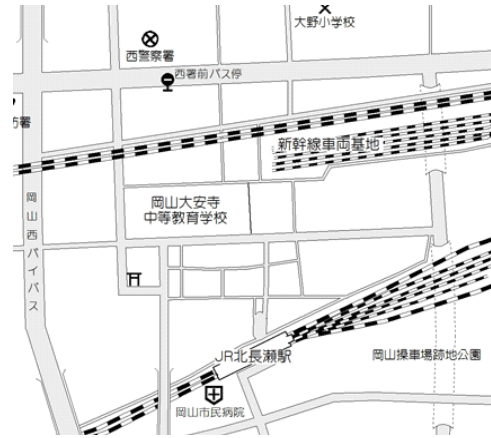 大野小学校
西警察署
西署前バス停
防署
新幹線車両基地
岡山大安寺
中等教育学校
岡山西バイパス
JR北長瀬駅
岡山操車場跡地公園
岡山市民病院